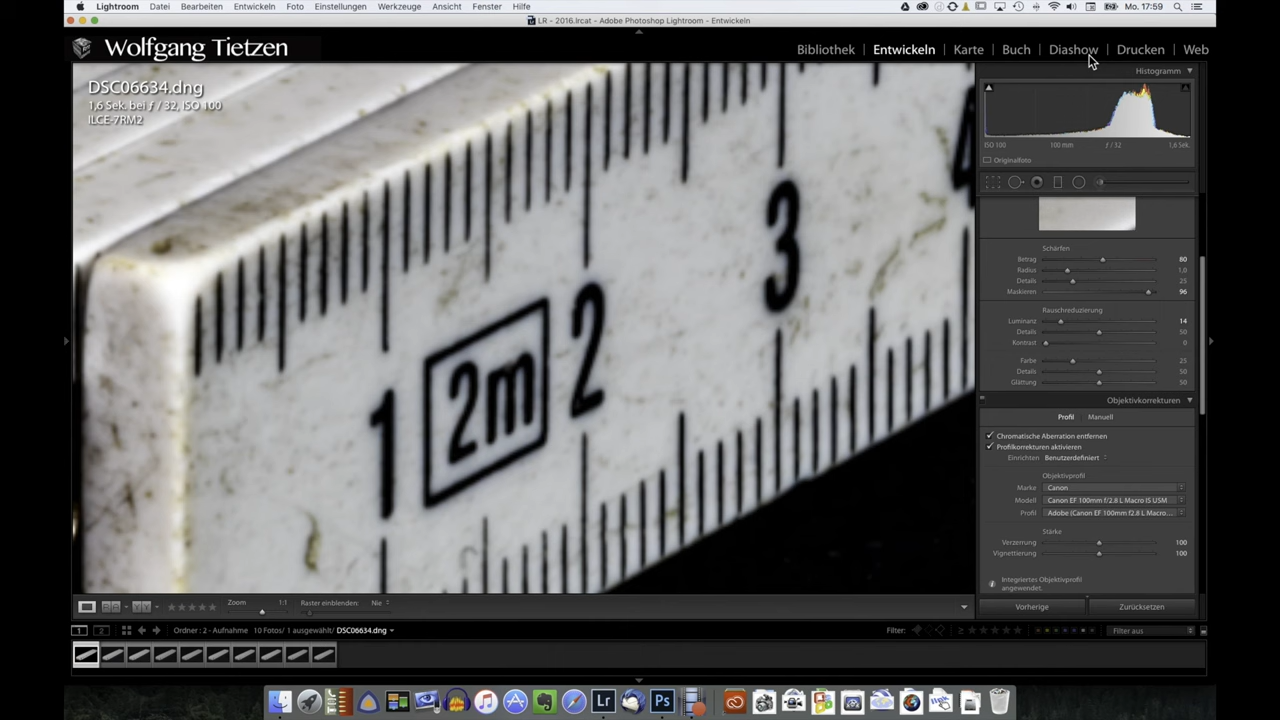 Lightroom Datei Bearbeiten Entwickeln Foto Einstellungen Werkzeuge Ansicht Fenster Hilfe Mo. 17:59
LR - 2016.lrcat - Adobe Photoshop Lightroom - Entwickeln
Wolfgang Tietzen Bibliothek | Entwickeln | Karte | Buch | Diashow | Drucken | Web
DSC06634.dng
1,6 Sek. bei ƒ / 32, ISO 100
ILCE-7RM2
1 2m 2 3
Histogramm
ISO 100 100 mm ƒ / 32 1,6 Sek.
Originalfoto
Schärfen
Betrag 80
Radius 1,0
Details 25
Maskieren 96
Rauschreduzierung
Luminanz 14
Details 50
Kontrast 0
Farbe 25
Details 50
Glättung 50
Objektivkorrekturen
Profil Manuell
Chromatische Aberration entfernen
Profilkorrekturen aktivieren
Einrichten Benutzerdefiniert
Objektivprofil
Marke Canon
Modell Canon EF 100mm f/2.8 L Macro IS USM
Profil Adobe (Canon EF 100mm f2.8 L Macro...
Stärke
Verzerrung 100
Vignettierung 100
Integriertes Objektivprofil
angewendet.
Vorherige Zurücksetzen
Zoom 1:1 Raster einblenden: Nie
1 2 Ordner : 2 - Aufnahme 10 Fotos/ 1 ausgewählt/ DSC06634.dng Filter: Filter aus
Lr Ps